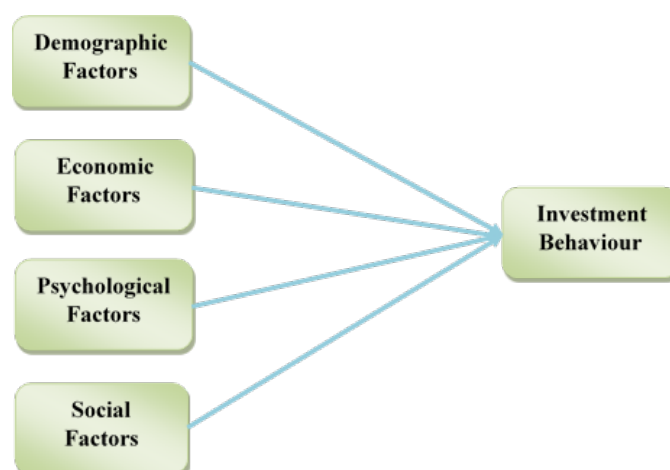 Demographic
Factors
Economic
Factors
Psychological
Factors
Social
Factors
Investment
Behaviour